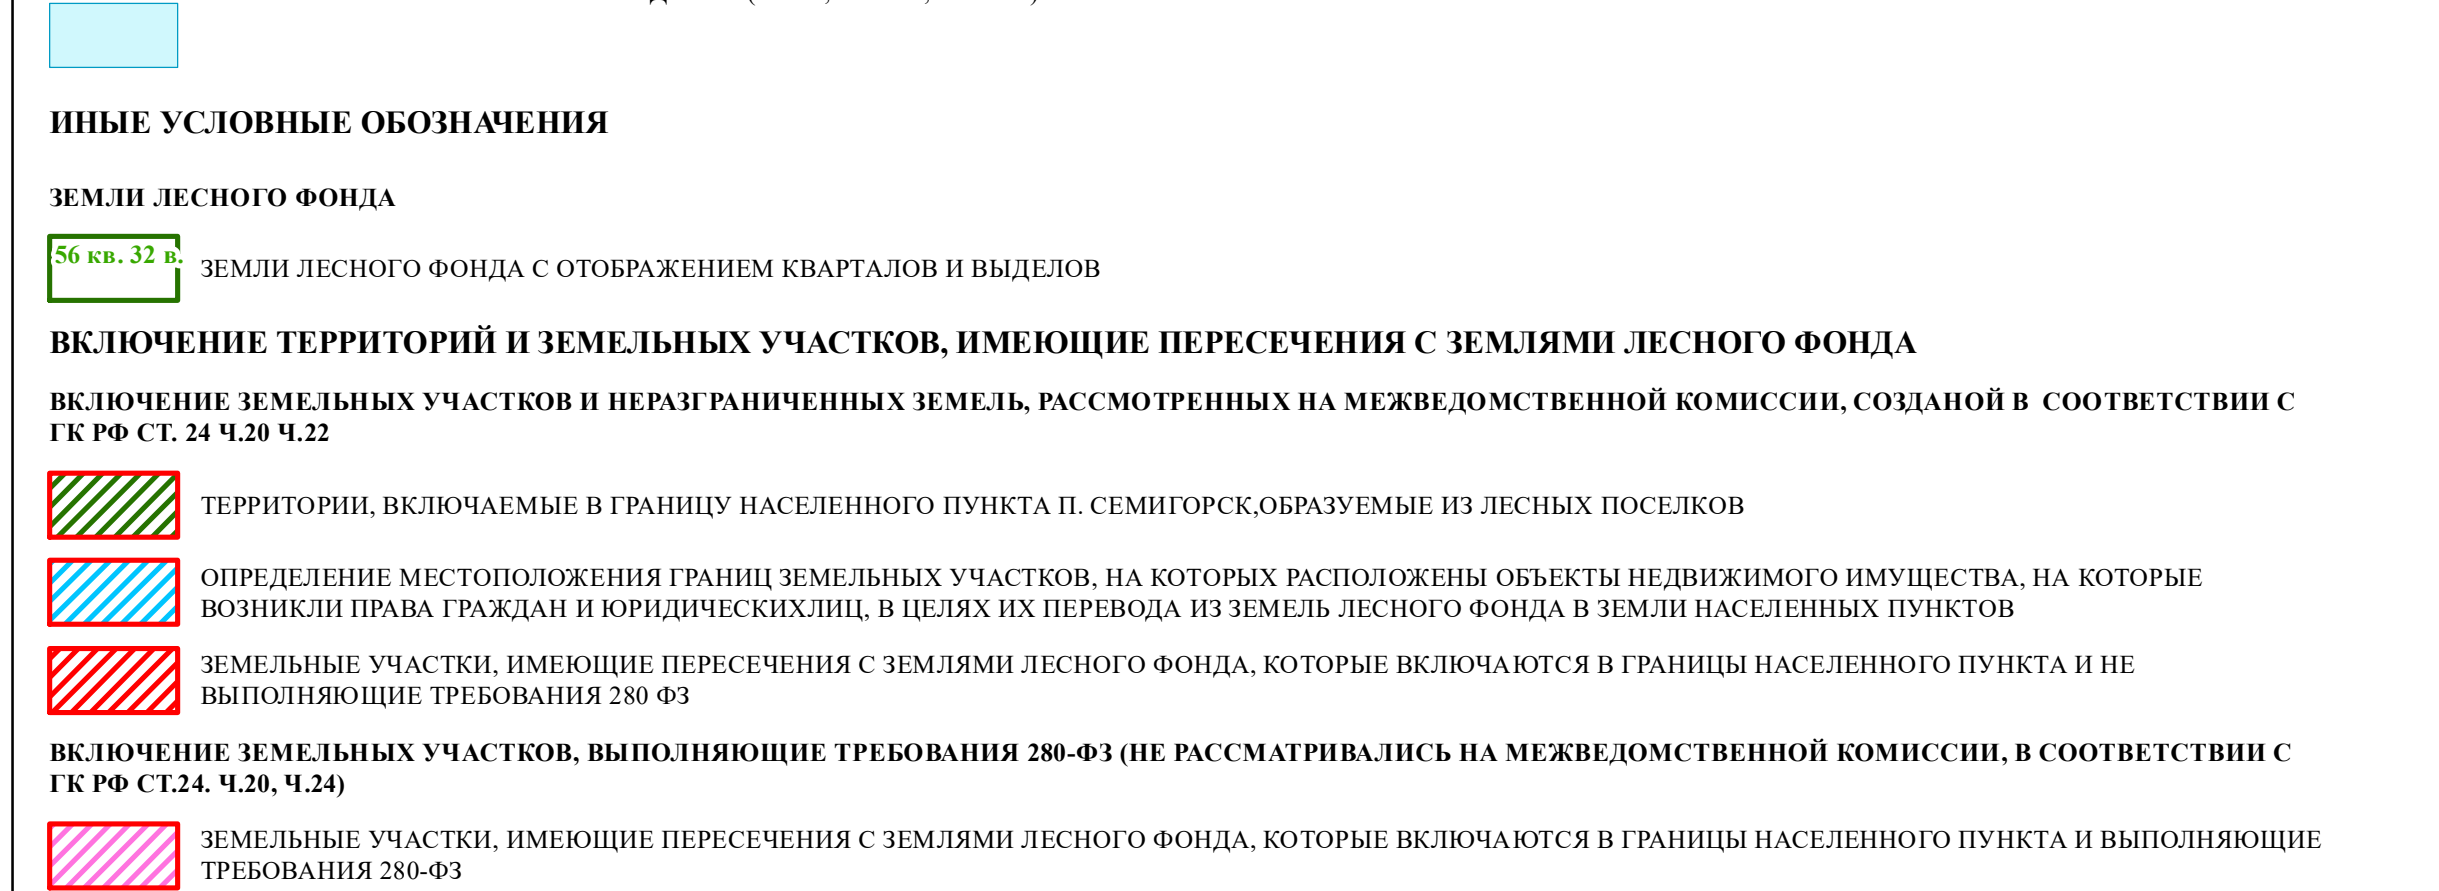 ИНЫЕ УСЛОВНЫЕ ОБОЗНАЧЕНИЯ
ЗЕМЛИ ЛЕСНОГО ФОНДА
56 кв. 32 в.
ЗЕМЛИ ЛЕСНОГО ФОНДА С ОТОБРАЖЕНИЕМ КВАРТАЛОВ И ВЫДЕЛОВ
ВКЛЮЧЕНИЕ ТЕРРИТОРИЙ И ЗЕМЕЛЬНЫХ УЧАСТКОВ, ИМЕЮЩИЕ ПЕРЕСЕЧЕНИЯ С ЗЕМЛЯМИ ЛЕСНОГО ФОНДА
ВКЛЮЧЕНИЕ ЗЕМЕЛЬНЫХ УЧАСТКОВ И НЕРАЗГРАНИЧЕННЫХ ЗЕМЕЛЬ, РАССМОТРЕННЫХ НА МЕЖВЕДОМСТВЕННОЙ КОМИССИИ, СОЗДАНОЙ В СООТВЕТСТВИИ С
ГК РФ СТ. 24 Ч.20 Ч.22
ТЕРРИТОРИИ, ВКЛЮЧАЕМЫЕ В ГРАНИЦУ НАСЕЛЕННОГО ПУНКТА П. СЕМИГОРСК,ОБРАЗУЕМЫЕ ИЗ ЛЕСНЫХ ПОСЕЛКОВ
ОПРЕДЕЛЕНИЕ МЕСТОПОЛОЖЕНИЯ ГРАНИЦ ЗЕМЕЛЬНЫХ УЧАСТКОВ, НА КОТОРЫХ РАСПОЛОЖЕНЫ ОБЪЕКТЫ НЕДВИЖИМОГО ИМУЩЕСТВА, НА КОТОРЫЕ
ВОЗНИКЛИ ПРАВА ГРАЖДАН И ЮРИДИЧЕСКИХЛИЦ, В ЦЕЛЯХ ИХ ПЕРЕВОДА ИЗ ЗЕМЕЛЬ ЛЕСНОГО ФОНДА В ЗЕМЛИ НАСЕЛЕННЫХ ПУНКТОВ
ЗЕМЕЛЬНЫЕ УЧАСТКИ, ИМЕЮЩИЕ ПЕРЕСЕЧЕНИЯ С ЗЕМЛЯМИ ЛЕСНОГО ФОНДА, КОТОРЫЕ ВКЛЮЧАЮТСЯ В ГРАНИЦЫ НАСЕЛЕННОГО ПУНКТА И НЕ
ВЫПОЛНЯЮЩИЕ ТРЕБОВАНИЯ 280 ФЗ
ВКЛЮЧЕНИЕ ЗЕМЕЛЬНЫХ УЧАСТКОВ, ВЫПОЛНЯЮЩИЕ ТРЕБОВАНИЯ 280-ФЗ (НЕ РАССМАТРИВАЛИСЬ НА МЕЖВЕДОМСТВЕННОЙ КОМИССИИ, В СООТВЕТСТВИИ С
ГК РФ СТ.24. Ч.20, Ч.24)
ЗЕМЕЛЬНЫЕ УЧАСТКИ, ИМЕЮЩИЕ ПЕРЕСЕЧЕНИЯ С ЗЕМЛЯМИ ЛЕСНОГО ФОНДА, КОТОРЫЕ ВКЛЮЧАЮТСЯ В ГРАНИЦЫ НАСЕЛЕННОГО ПУНКТА И ВЫПОЛНЯЮЩИЕ
ТРЕБОВАНИЯ 280-ФЗ